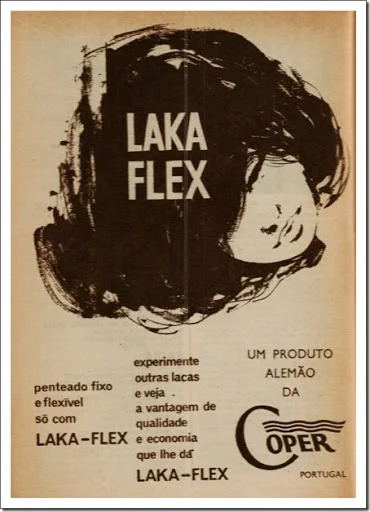 LAKA
FLEX
penteado fixo
e flexível
só com
LAKA-FLEX
experimente
outras lacas
e veja
a vantagem de
qualidade
e economia
que lhe dá
LAKA-FLEX
UM PRODUTO
ALEMÃO
DA
COPER
PORTUGAL